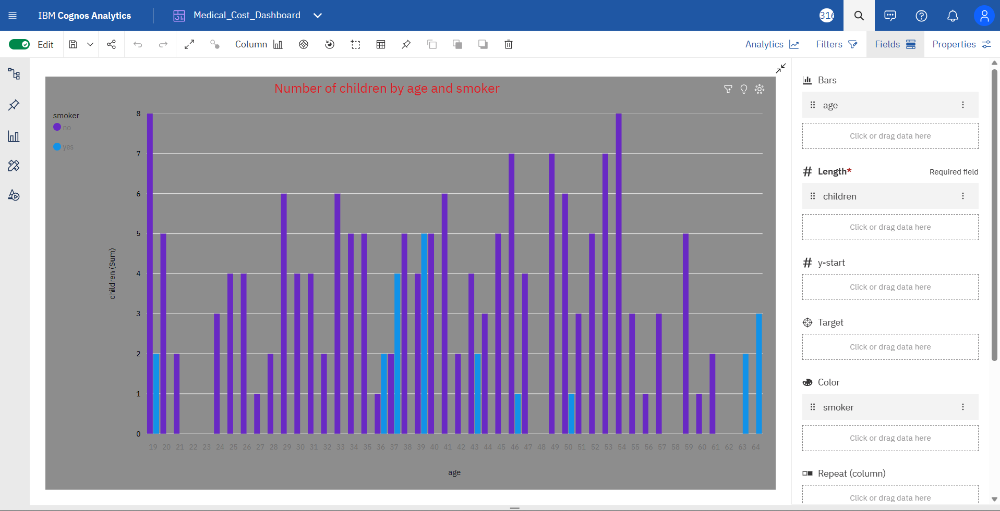 IBM Cognos Analytics
Medical_Cost_Dashboard
316
Edit
Column
Analytics
Filters
Fields
Properties
Number of children by age and smoker
smoker
no
yes
8
7
6
5
4
3
2
1
0
children (Sum)
19 20 21 22 23 24 25 26 27 28 29 30 31 32 33 34 35 36 37 38 39 40 41 42 43 44 45 46 47 48 49 50 51 52 53 54 55 56 57 58 59 60 61 62 63 64
age
Bars
age
Click or drag data here
Length* Required field
children
Click or drag data here
y-start
Click or drag data here
Target
Click or drag data here
Color
smoker
Click or drag data here
Repeat (column)
Click or drag data here